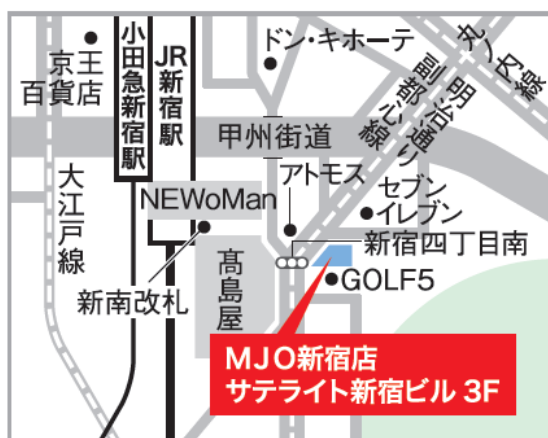 京王
百貨店
小田急新宿駅
JR新宿駅
ドン・キホーテ
丸ノ内線
明治通り
副都心線
甲州街道
大江戸線
NEWoMan
アトモス
セブン
イレブン
新宿四丁目南
新南改札
髙島屋
GOLF5
MJO新宿店
サテライト新宿ビル 3F